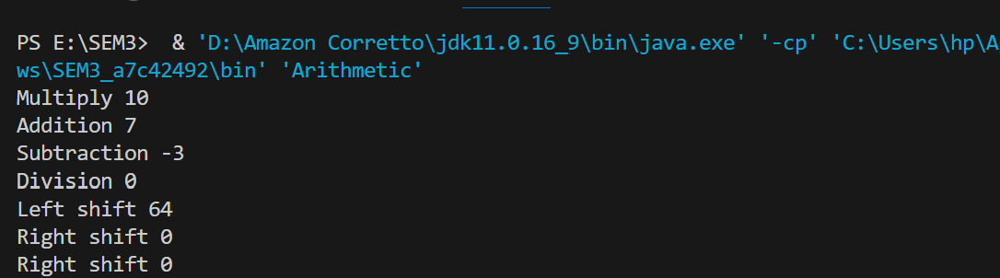 PS E:\SEM3>  & 'D:\Amazon Corretto\jdk11.0.16_9\bin\java.exe' '-cp' 'C:\Users\hp\A
ws\SEM3_a7c42492\bin' 'Arithmetic'
Multiply 10
Addition 7
Subtraction -3
Division 0
Left shift 64
Right shift 0
Right shift 0